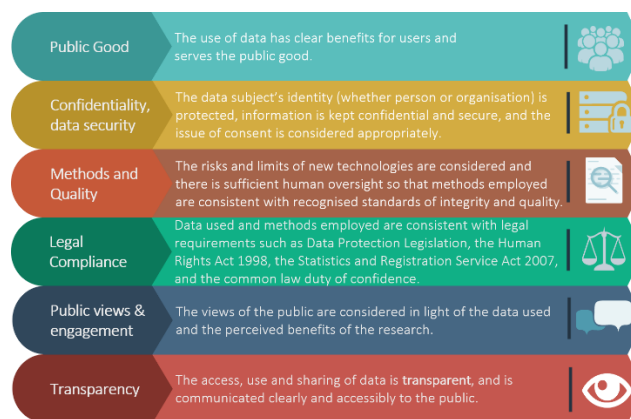 Public Good
The use of data has clear benefits for users and
serves the public good.
Confidentiality,
data security
The data subject's identity (whether person or organisation) is
protected, information is kept confidential and secure, and the
issue of consent is considered appropriately.
Methods and
Quality
The risks and limits of new technologies are considered and
there is sufficient human oversight so that methods employed
are consistent with recognised standards of integrity and quality.
Legal
Compliance
Data used and methods employed are consistent with legal
requirements such as Data Protection Legislation, the Human
Rights Act 1998, the Statistics and Registration Service Act 2007,
and the common law duty of confidence.
Public views &
engagement
The views of the public are considered in light of the data used
and the perceived benefits of the research.
Transparency
The access, use and sharing of data is transparent, and is
communicated clearly and accessibly to the public.